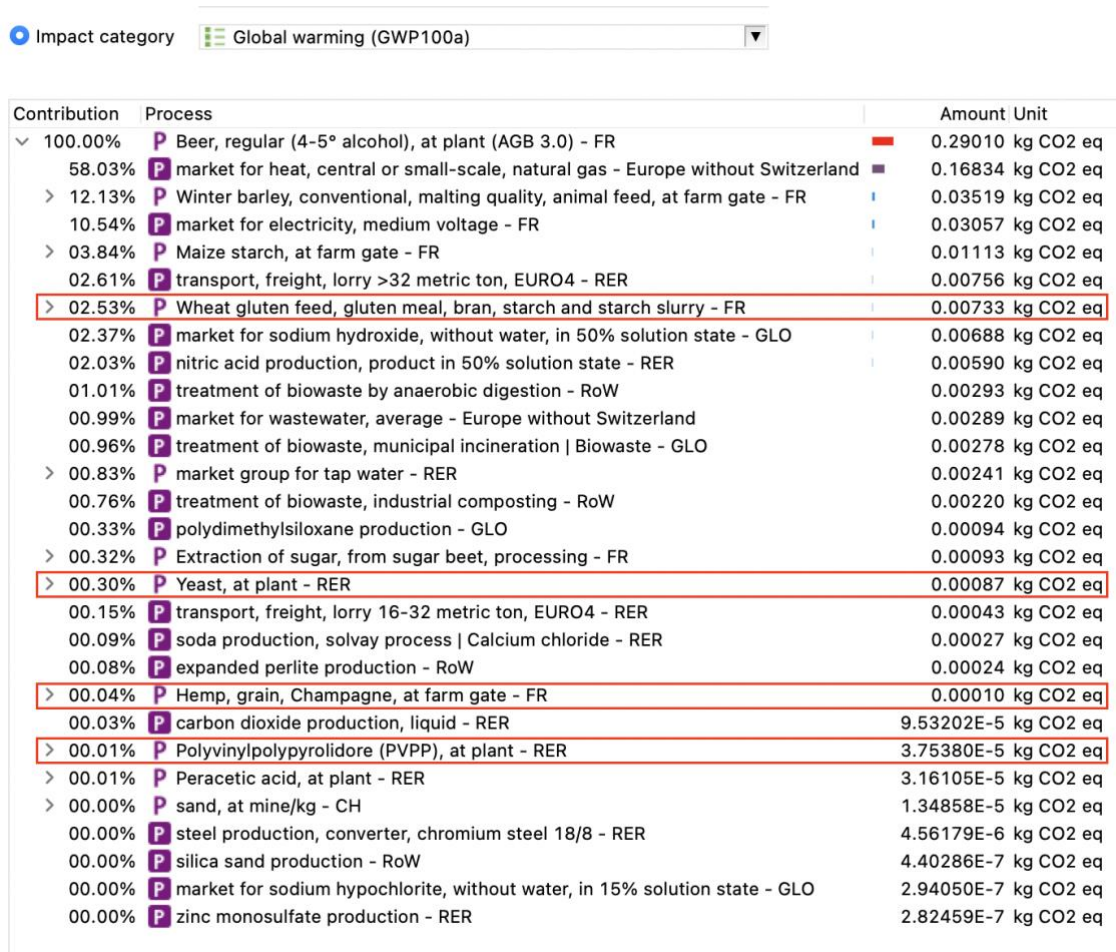 Impact category Global warming (GWP100a)
Contribution Process Amount Unit
100.00% P Beer, regular (4-5° alcohol), at plant (AGB 3.0) - FR 0.29010 kg CO2 eq
58.03% P market for heat, central or small-scale, natural gas - Europe without Switzerland 0.16834 kg CO2 eq
12.13% P Winter barley, conventional, malting quality, animal feed, at farm gate - FR 0.03519 kg CO2 eq
10.54% P market for electricity, medium voltage - FR 0.03057 kg CO2 eq
03.84% P Maize starch, at farm gate - FR 0.01113 kg CO2 eq
02.61% P transport, freight, lorry >32 metric ton, EURO4 - RER 0.00756 kg CO2 eq
02.53% P Wheat gluten feed, gluten meal, bran, starch and starch slurry - FR 0.00733 kg CO2 eq
02.37% P market for sodium hydroxide, without water, in 50% solution state - GLO 0.00688 kg CO2 eq
02.03% P nitric acid production, product in 50% solution state - RER 0.00590 kg CO2 eq
01.01% P treatment of biowaste by anaerobic digestion - RoW 0.00293 kg CO2 eq
00.99% P market for wastewater, average - Europe without Switzerland 0.00289 kg CO2 eq
00.96% P treatment of biowaste, municipal incineration | Biowaste - GLO 0.00278 kg CO2 eq
00.83% P market group for tap water - RER 0.00241 kg CO2 eq
00.76% P treatment of biowaste, industrial composting - RoW 0.00220 kg CO2 eq
00.33% P polydimethylsiloxane production - GLO 0.00094 kg CO2 eq
00.32% P Extraction of sugar, from sugar beet, processing - FR 0.00093 kg CO2 eq
00.30% P Yeast, at plant - RER 0.00087 kg CO2 eq
00.15% P transport, freight, lorry 16-32 metric ton, EURO4 - RER 0.00043 kg CO2 eq
00.09% P soda production, solvay process | Calcium chloride - RER 0.00027 kg CO2 eq
00.08% P expanded perlite production - RoW 0.00024 kg CO2 eq
00.04% P Hemp, grain, Champagne, at farm gate - FR 0.00010 kg CO2 eq
00.03% P carbon dioxide production, liquid - RER 9.53202E-5 kg CO2 eq
00.01% P Polyvinylpolypyrolidore (PVPP), at plant - RER 3.75380E-5 kg CO2 eq
00.01% P Peracetic acid, at plant - RER 3.16105E-5 kg CO2 eq
00.00% P sand, at mine/kg - CH 1.34858E-5 kg CO2 eq
00.00% P steel production, converter, chromium steel 18/8 - RER 4.56179E-6 kg CO2 eq
00.00% P silica sand production - RoW 4.40286E-7 kg CO2 eq
00.00% P market for sodium hypochlorite, without water, in 15% solution state - GLO 2.94050E-7 kg CO2 eq
00.00% P zinc monosulfate production - RER 2.82459E-7 kg CO2 eq